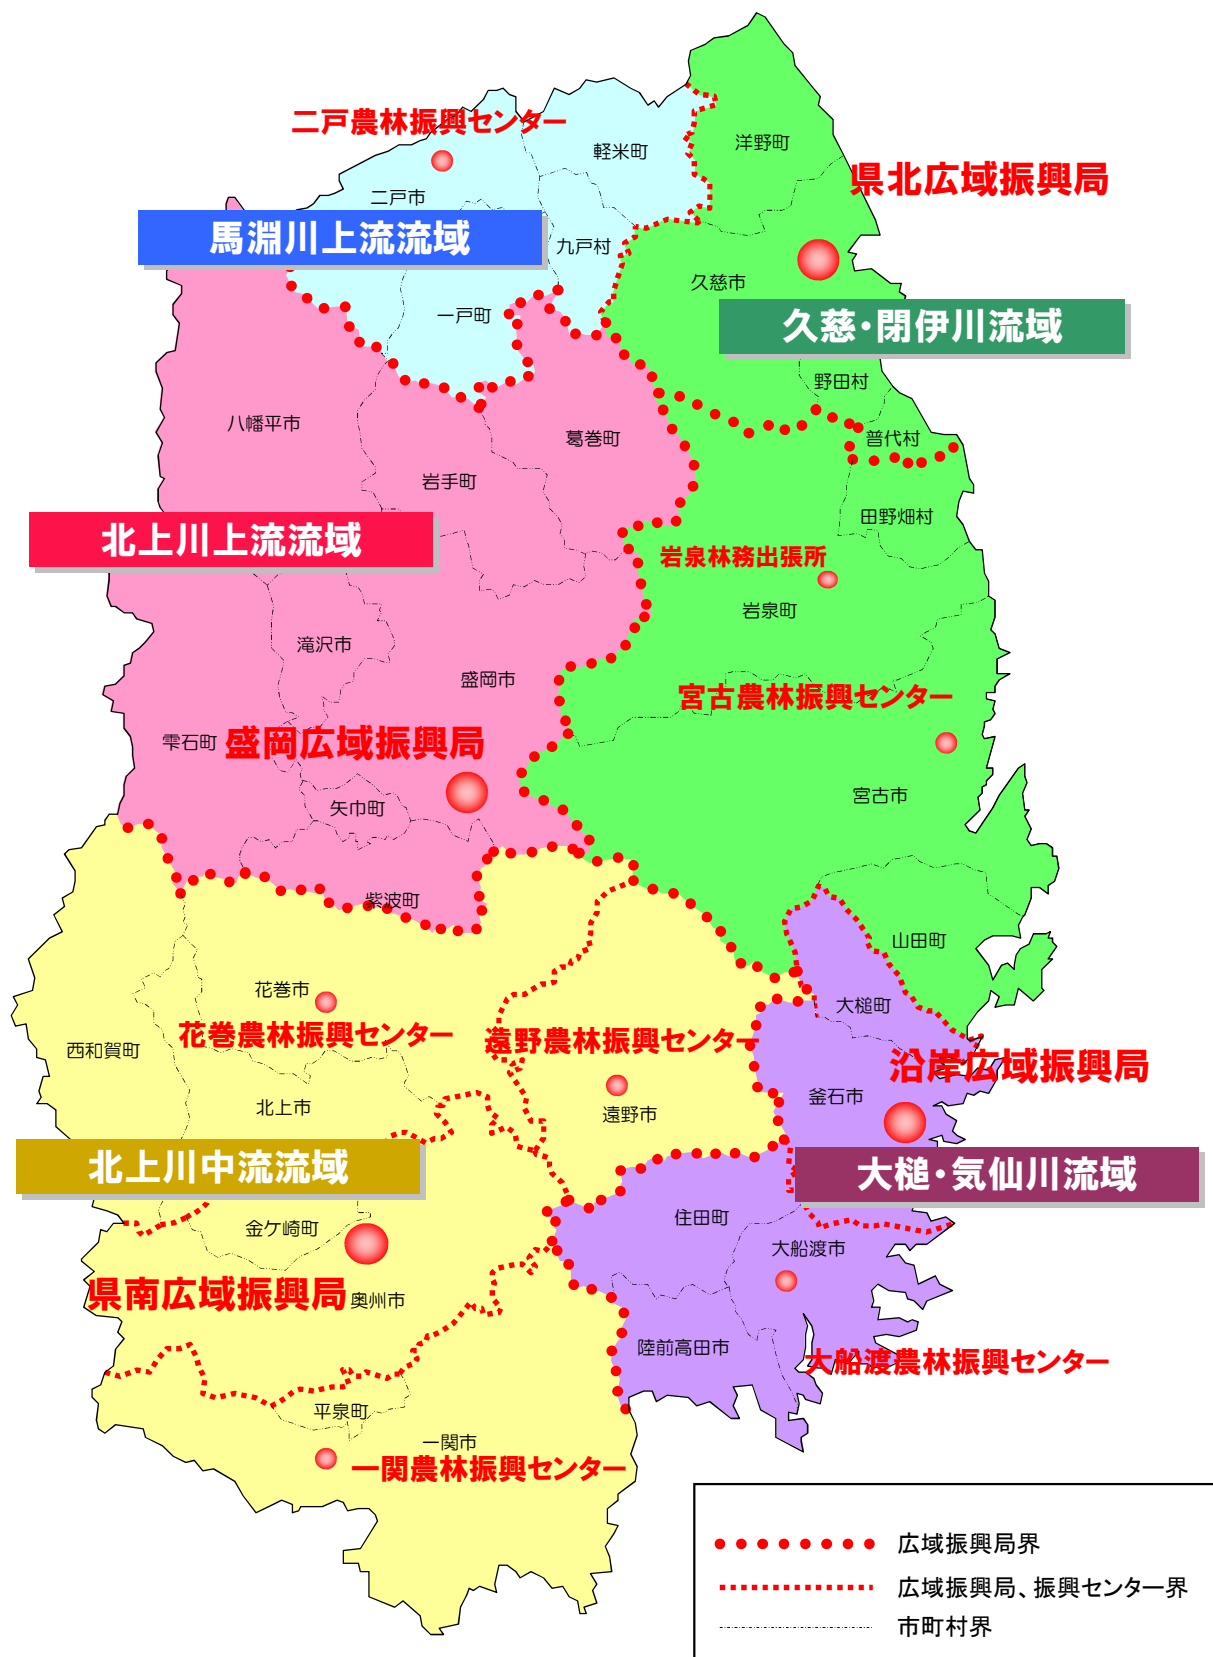 二戸農林振興センター
軽米町
洋野町
県北広域振興局
二戸市
馬淵川上流流域
九戸村
久慈市
一戸町
久慈・閉伊川流域
野田村
八幡平市
葛巻町
普代村
岩手町
田野畑村
北上川上流流域
岩泉林務出張所
岩泉町
滝沢市
盛岡市
宮古農林振興センター
雫石町
盛岡広域振興局
宮古市
矢巾町
紫波町
山田町
花巻市
大槌町
花巻農林振興センター
遠野農林振興センター
西和賀町
沿岸広域振興局
釜石市
北上市
遠野市
北上川中流流域
大槌・気仙川流域
住田町
金ケ崎町
大船渡市
県南広域振興局
奥州市
陸前高田市
大船渡農林振興センター
平泉町
一関市
一関農林振興センター
広域振興局界
広域振興局、振興センター界
市町村界